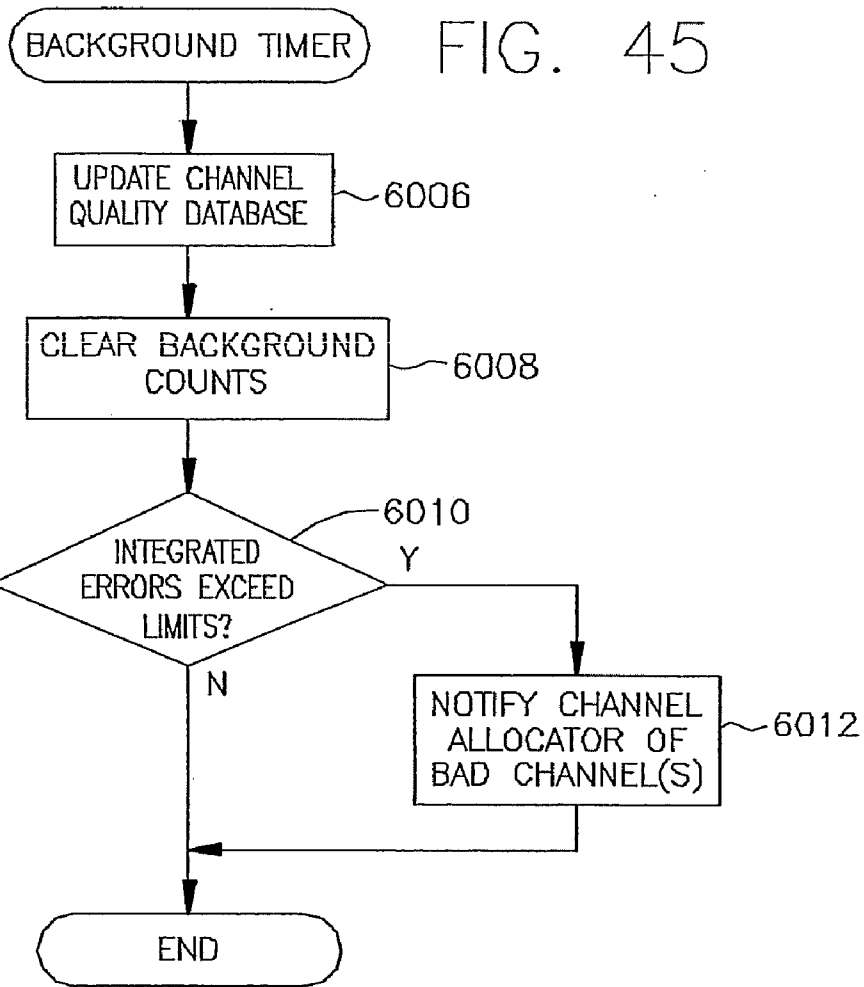 BACKGROUND TIMER
FIG. 45
UPDATE CHANNEL
QUALITY DATABASE
6006
CLEAR BACKGROUND
COUNTS
6008
6010
INTEGRATED
ERRORS EXCEED
LIMITS?
Y
N
NOTIFY CHANNEL
ALLOCATOR OF
BAD CHANNEL(S)
6012
END